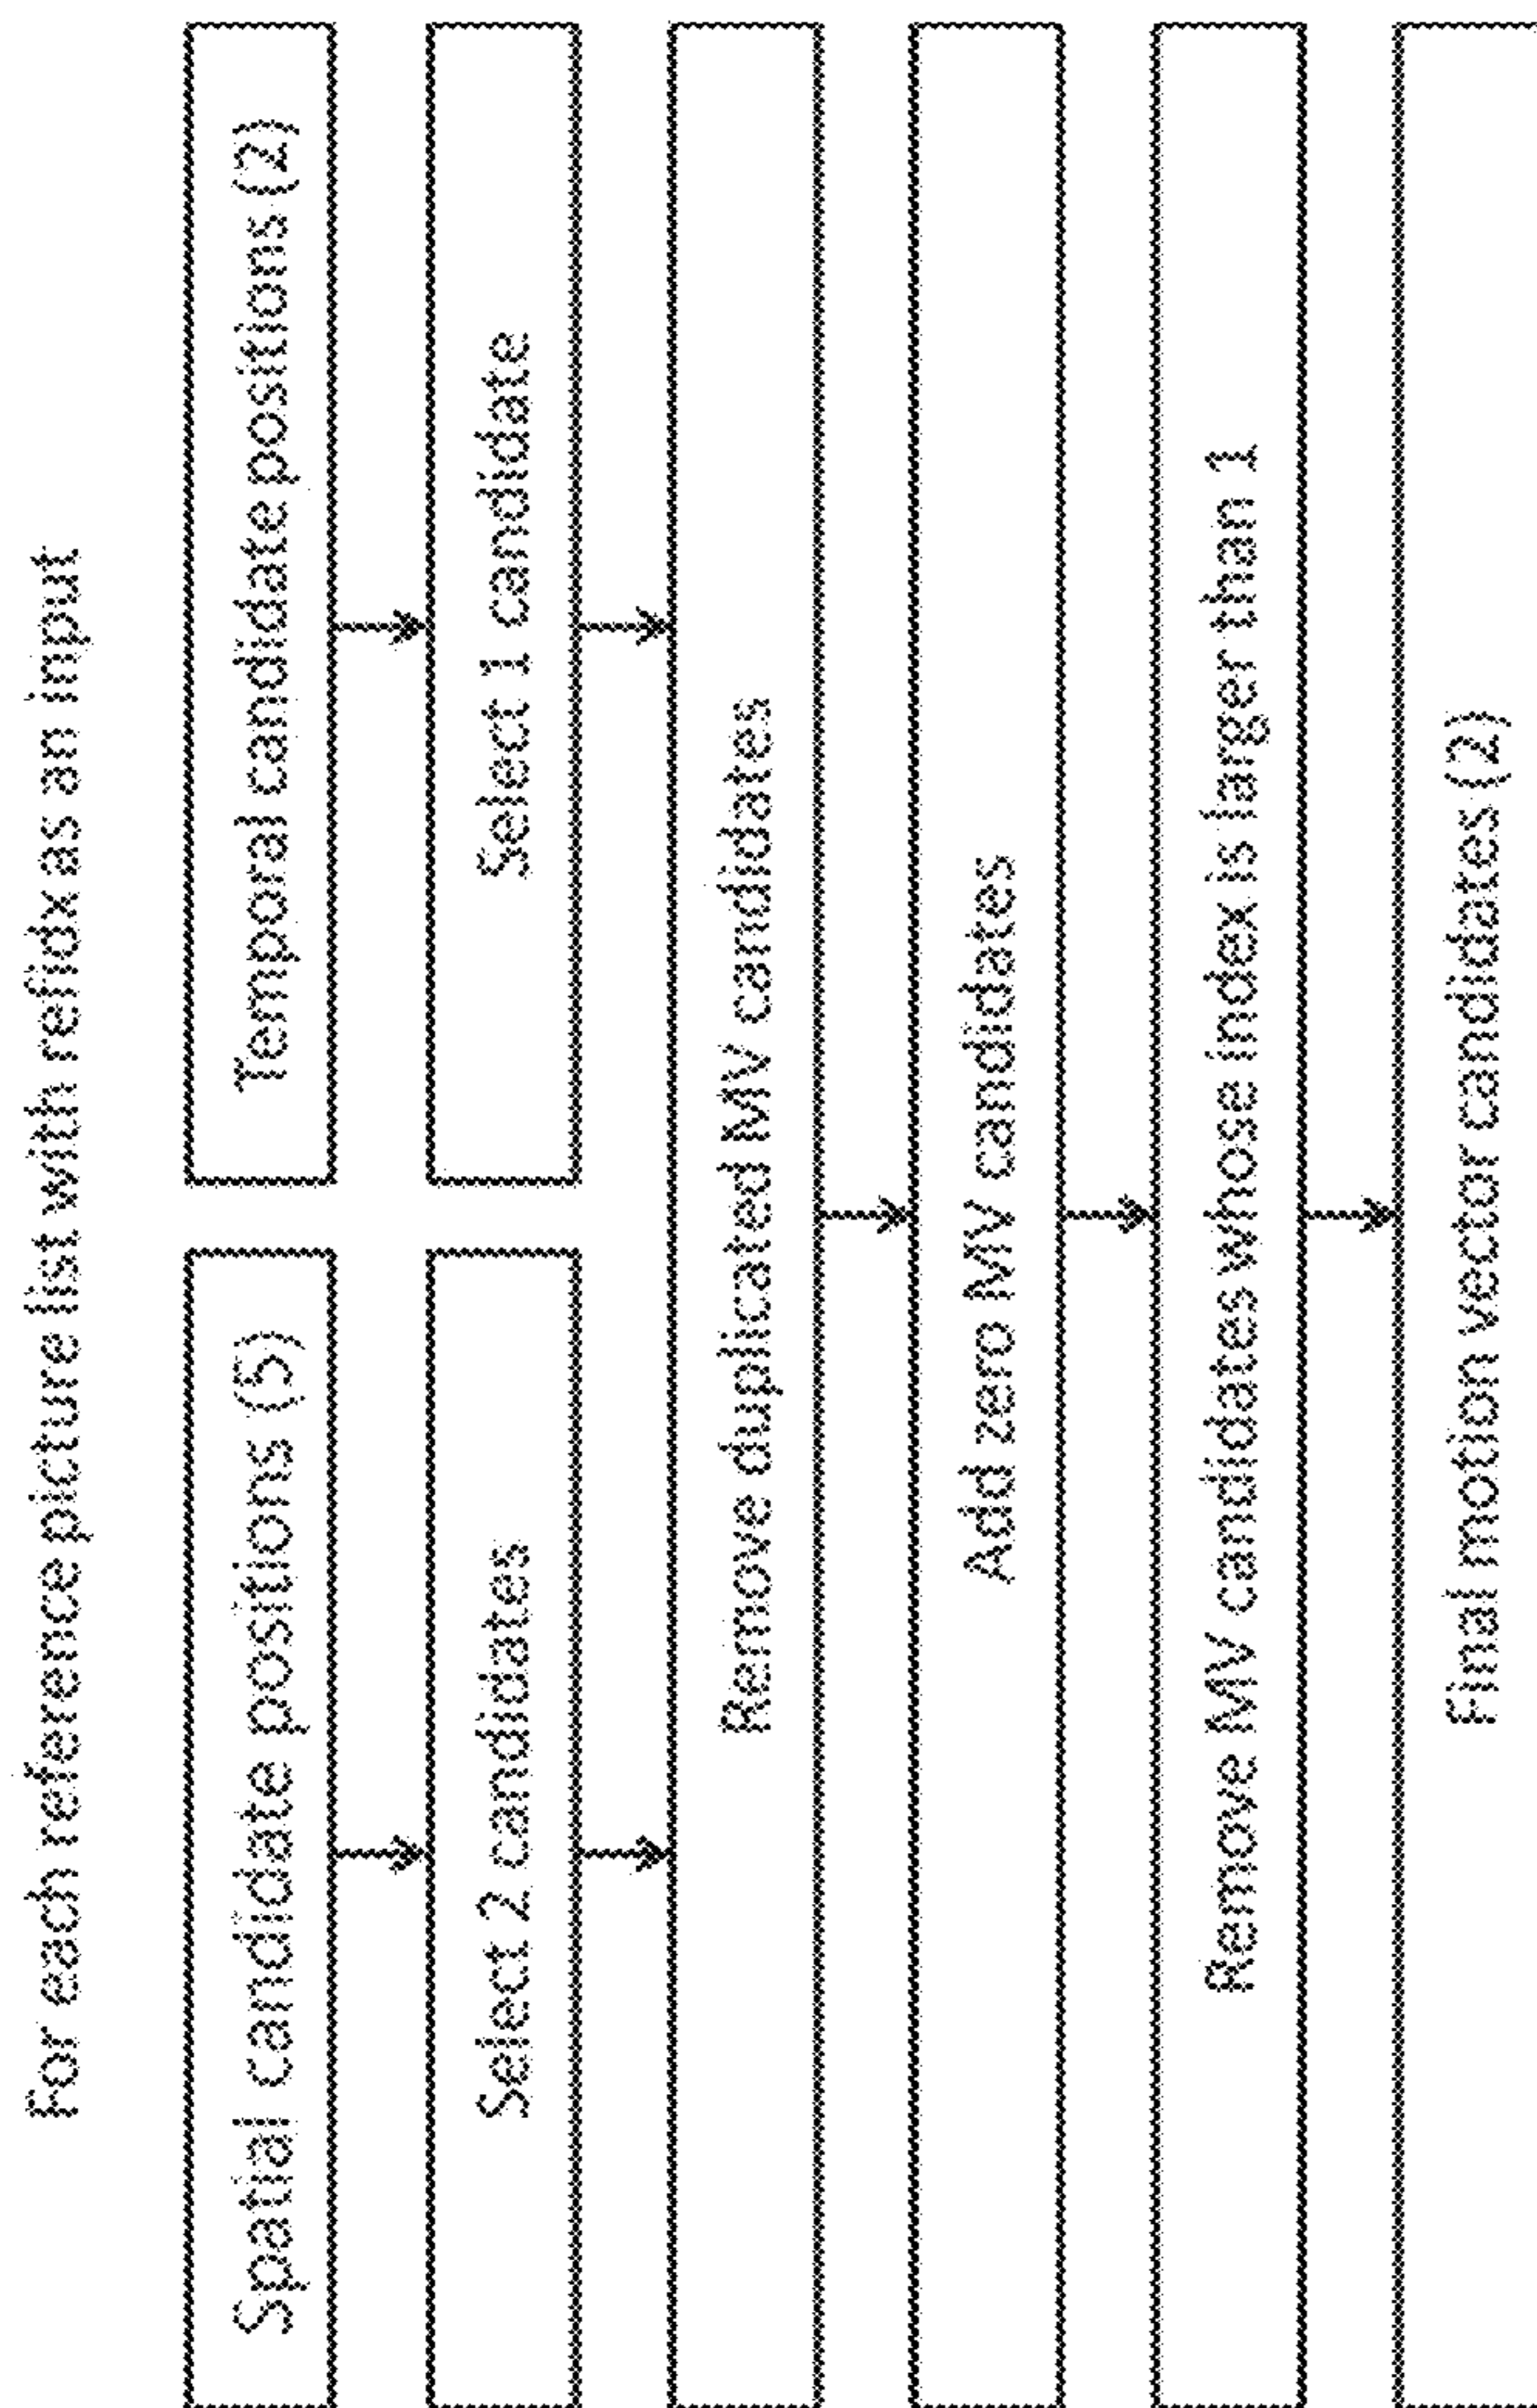 For each reference picture list with refidx as an input
Spatial candidate positions (5)
Temporal candidate positions (2)
Select 2 candidates
Select 1 candidate
Remove duplicated MV candidates
Add zero MV candidates
Remove MV candidates whose index is larger than 1
Final motion vector candidates (2)